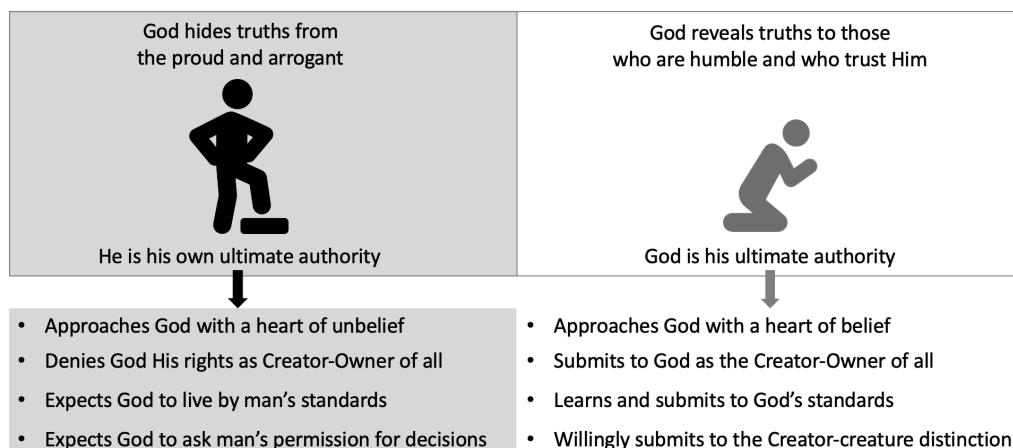 God hides truths from
the proud and arrogant
He is his own ultimate authority
• Approaches God with a heart of unbelief
• Denies God His rights as Creator-Owner of all
• Expects God to live by man’s standards
• Expects God to ask man’s permission for decisions
God reveals truths to those
who are humble and who trust Him
God is his ultimate authority
• Approaches God with a heart of belief
• Submits to God as the Creator-Owner of all
• Learns and submits to God’s standards
• Willingly submits to the Creator-creature distinction